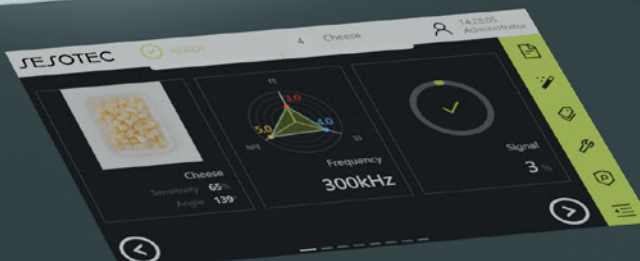 SESOTEC
READY
4 Cheese
14:28:05
Administrator
Cheese
Sensitivity 65%
Angle 139°
FE
3.0
5.0
4.0
NFE
SS
Frequency
300kHz
Signal
3 %